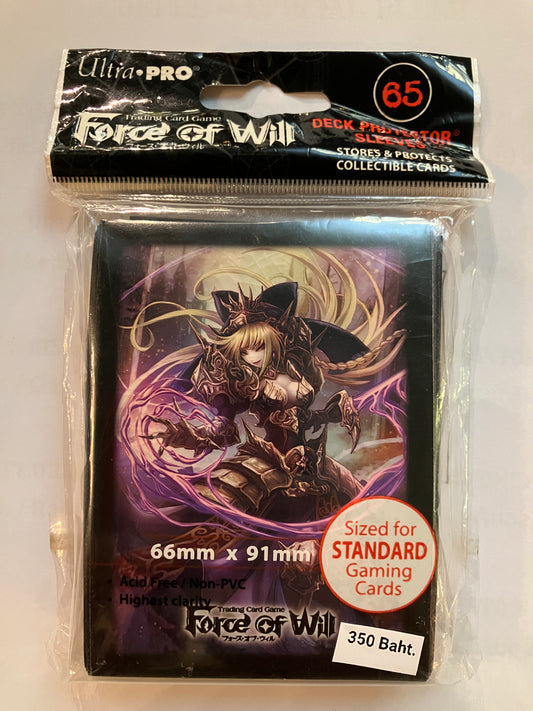 Ultra•PRO®
65
Trading Card Game
Force of Will
フォース・オブ・ウィル
DECK PROTECTOR®
SLEEVES
STORES & PROTECTS
COLLECTIBLE CARDS
66mm x 91mm
• Acid Free / Non-PVC
• Highest clarity
Sized for
STANDARD
Gaming
Cards
Trading Card Game
Force of Will
フォース・オブ・ウィル
350 Baht.